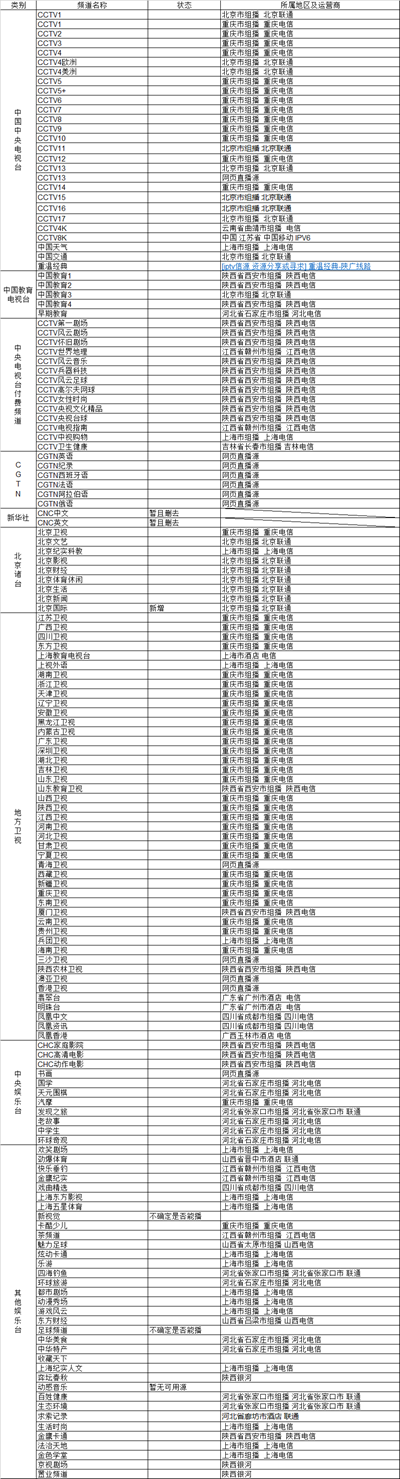 类别 频道名称 状态 所属地区及运营商
中国中央电视台
CCTV1 北京市组播 北京联通
CCTV1 重庆市组播 重庆电信
CCTV2 重庆市组播 重庆电信
CCTV3 重庆市组播 重庆电信
CCTV4 重庆市组播 重庆电信
CCTV4欧洲 北京市组播 北京联通
CCTV4美洲 北京市组播 北京联通
CCTV5 重庆市组播 重庆电信
CCTV5+ 重庆市组播 重庆电信
CCTV6 重庆市组播 重庆电信
CCTV7 重庆市组播 重庆电信
CCTV8 重庆市组播 重庆电信
CCTV9 重庆市组播 重庆电信
CCTV10 重庆市组播 重庆电信
CCTV11 北京市组播 北京联通
CCTV12 重庆市组播 重庆电信
CCTV13 北京市组播 北京联通
CCTV13 网页直播源
CCTV14 重庆市组播 重庆电信
CCTV15 北京市组播 北京联通
CCTV16 北京市组播 北京联通
CCTV17 北京市组播 北京联通
CCTV4K 云南省曲靖市组播 电信
CCTV8K 中国 江苏省 中国移动 IPV6
中国天气 上海市组播 上海电信
中国交通 北京市组播 北京联通
重温经典 [iptv信源 资源分享或寻求] 重温经典-陕广线路
中国教育电视台
中国教育1 陕西省西安市组播 陕西电信
中国教育2 陕西省西安市组播 陕西电信
中国教育3 北京市组播 北京联通
中国教育4 陕西省西安市组播 陕西电信
早期教育 河北省石家庄市组播 河北电信
中央电视台付费频道
CCTV第一剧场 陕西省西安市组播 陕西电信
CCTV风云剧场 陕西省西安市组播 陕西电信
CCTV怀旧剧场 陕西省西安市组播 陕西电信
CCTV世界地理 江西省赣州市组播 江西电信
CCTV风云音乐 陕西省西安市组播 陕西电信
CCTV兵器科技 陕西省西安市组播 陕西电信
CCTV风云足球 陕西省西安市组播 陕西电信
CCTV高尔夫网球 陕西省西安市组播 陕西电信
CCTV女性时尚 陕西省西安市组播 陕西电信
CCTV央视文化精品 陕西省西安市组播 陕西电信
CCTV央视台球 陕西省西安市组播 陕西电信
CCTV电视指南 江西省赣州市组播 江西电信
CCTV中视购物 上海市组播 上海电信
CCTV卫生健康 吉林省长春市组播 吉林电信
CGTN
CGTN英语 网页直播源
CGTN纪录 网页直播源
CGTN西班牙语 网页直播源
CGTN法语 网页直播源
CGTN阿拉伯语 网页直播源
CGTN俄语 网页直播源
新华社
CNC中文 暂且删去
CNC英文 暂且删去
北京诸台
北京卫视 重庆市组播 重庆电信
北京文艺 北京市组播 北京联通
北京纪实科教 上海市组播 上海电信
北京影视 北京市组播 北京联通
北京财经 北京市组播 北京联通
北京体育休闲 北京市组播 北京联通
北京生活 北京市组播 北京联通
北京新闻 北京市组播 北京联通
北京国际 新增 北京市组播 北京联通
地方卫视
江苏卫视 重庆市组播 重庆电信
广西卫视 重庆市组播 重庆电信
四川卫视 重庆市组播 重庆电信
东方卫视 重庆市组播 重庆电信
上海教育电视台 上海市酒店 电信
上视外语 上海市组播 上海电信
湖南卫视 重庆市组播 重庆电信
浙江卫视 重庆市组播 重庆电信
天津卫视 重庆市组播 重庆电信
辽宁卫视 重庆市组播 重庆电信
安徽卫视 重庆市组播 重庆电信
黑龙江卫视 重庆市组播 重庆电信
内蒙古卫视 重庆市组播 重庆电信
广东卫视 重庆市组播 重庆电信
深圳卫视 重庆市组播 重庆电信
湖北卫视 重庆市组播 重庆电信
吉林卫视 重庆市组播 重庆电信
山东卫视 重庆市组播 重庆电信
山东教育卫视 陕西省西安市组播 陕西电信
山西卫视 重庆市组播 重庆电信
陕西卫视 重庆市组播 重庆电信
江西卫视 重庆市组播 重庆电信
河南卫视 重庆市组播 重庆电信
河北卫视 重庆市组播 重庆电信
甘肃卫视 重庆市组播 重庆电信
宁夏卫视 重庆市组播 重庆电信
青海卫视 网页直播源
西藏卫视 重庆市组播 重庆电信
新疆卫视 重庆市组播 重庆电信
重庆卫视 重庆市组播 重庆电信
东南卫视 重庆市组播 重庆电信
厦门卫视 陕西省西安市组播 陕西电信
云南卫视 重庆市组播 重庆电信
贵州卫视 重庆市组播 重庆电信
兵团卫视 上海市组播 上海电信
海南卫视 重庆市组播 重庆电信
三沙卫视 网页直播源
陕西农林卫视 陕西省西安市组播 陕西电信
澳亚卫视 网页直播源
香港卫视 网页直播源
翡翠台 广东省广州市酒店 电信
明珠台 广东省广州市酒店 电信
凤凰中文 四川省成都市组播 四川电信
凤凰资讯 四川省成都市组播 四川电信
凤凰香港 广西玉林市酒店 电信
中央娱乐台
CHC家庭影院 陕西省西安市组播 陕西电信
CHC高清电影 陕西省西安市组播 陕西电信
CHC动作电影 陕西省西安市组播 陕西电信
书画 网页直播源
国学 河北省石家庄市组播 河北电信
天元围棋 河北省石家庄市组播 河北电信
汽摩 重庆市组播 重庆电信
发现之旅 河北省张家口市组播 河北省张家口市 联通
老故事 河北省石家庄市组播 河北电信
中学生 河北省石家庄市组播 河北电信
环球奇观 河北省石家庄市组播 河北电信
其他娱乐台
欢笑剧场 上海市组播 上海电信
劲爆体育 山西省晋中市酒店 联通
快乐垂钓 江西省赣州市组播 江西电信
金鹰纪实 江西省赣州市组播 江西电信
戏曲精选 四川省成都市组播 四川电信
上海东方影视 上海市组播 上海电信
上海五星体育 上海市组播 上海电信
新视觉 不确定是否能播
卡酷少儿 重庆市组播 重庆电信
茶频道 江西省赣州市组播 江西电信
魅力足球 山西省太原市组播 山西电信
炫动卡通 上海市组播 上海电信
乐游 上海市组播 上海电信
四海钓鱼 河北省张家口市组播 河北省张家口市 联通
环球旅游 河北省石家庄市组播 河北电信
都市剧场 上海市组播 上海电信
动漫秀场 上海市组播 上海电信
游戏风云 上海市组播 上海电信
东方财经 山西省吕梁市组播 山西电信
足球频道 不确定是否能播
中华美食 河北省石家庄市组播 河北电信
中华特产 河北省石家庄市组播 河北电信
收藏天下
上海纪实人文 上海市组播 上海电信
弈坛春秋 陕西银河
动感音乐 暂无可用源
百姓健康 河北省张家口市组播 河北省张家口市 联通
生态环境 河北省张家口市组播 河北省张家口市 联通
求索记录 河北省廊坊市酒店 联通
生活时尚 上海市组播 上海电信
金鹰卡通 陕西省西安市组播 陕西电信
法治天地 上海市组播 上海电信
金色学堂 上海市组播 上海电信
京视剧场 陕西银河
置业频道 陕西银河